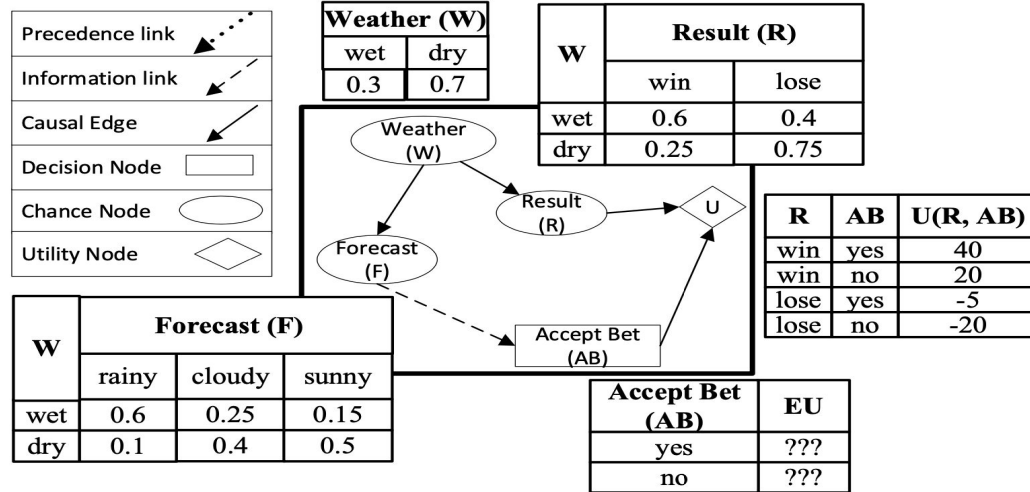 Precedence link
Information link
Causal Edge
Decision Node
Chance Node
Utility Node
Weather (W)
wet dry
0.3 0.7
W Result (R)
win lose
wet 0.6 0.4
dry 0.25 0.75
Weather
(W)
Result
(R)
U
Forecast
(F)
Accept Bet
(AB)
R AB U(R, AB)
win yes 40
win no 20
lose yes -5
lose no -20
W Forecast (F)
rainy cloudy sunny
wet 0.6 0.25 0.15
dry 0.1 0.4 0.5
Accept Bet
(AB) EU
yes ???
no ???